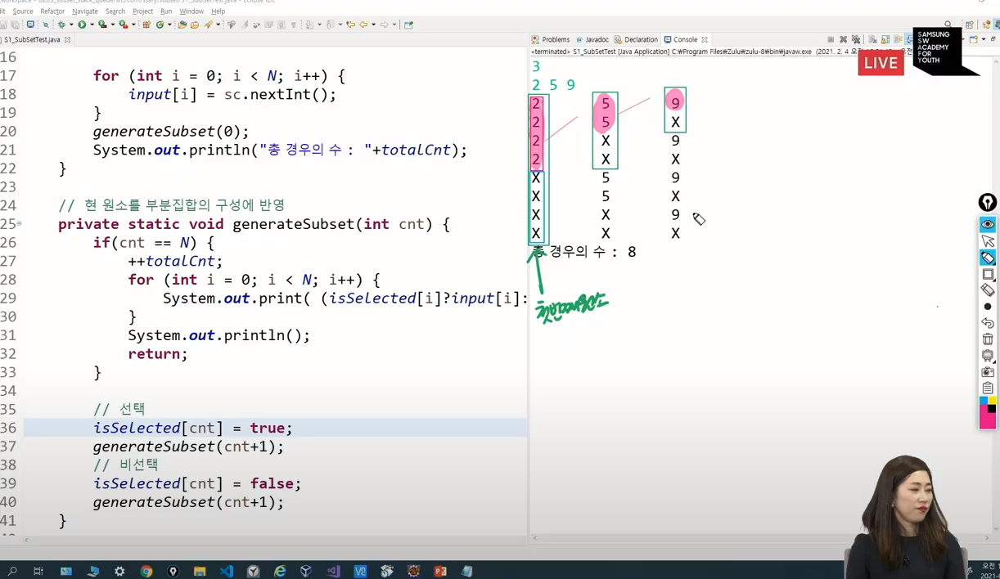 Source Refactor Navigate Search Project Run Window Help
S1_SubSetTest.java
Problems @ Javadoc Declaration Console
<terminated> S1_SubSetTest [Java Application] C:₩Program Files₩Zulu₩zulu-8₩bin₩javaw.exe (2021. 2. 4
LIVE
SAMSUNG
SW
ACADEMY
FOR
YOUTH
16
17 for (int i = 0; i < N; i++) {
18 input[i] = sc.nextInt();
19 }
20 generateSubset(0);
21 System.out.println("총 경우의 수 : "+totalCnt);
22 }
23
24 // 현 원소를 부분집합의 구성에 반영
25 private static void generateSubset(int cnt) {
26 if(cnt == N) {
27 ++totalCnt;
28 for (int i = 0; i < N; i++) {
29 System.out.print( (isSelected[i]?input[i]:
30 }
31 System.out.println();
32 return;
33 }
34
35 // 선택
36 isSelected[cnt] = true;
37 generateSubset(cnt+1);
38 // 비선택
39 isSelected[cnt] = false;
40 generateSubset(cnt+1);
41 }
3
2 5 9
2 5 9
2 5 X
2 X 9
2 X X
X 5 9
X 5 X
X X 9
X X X
총 경우의 수 : 8
첫번째원소
오전